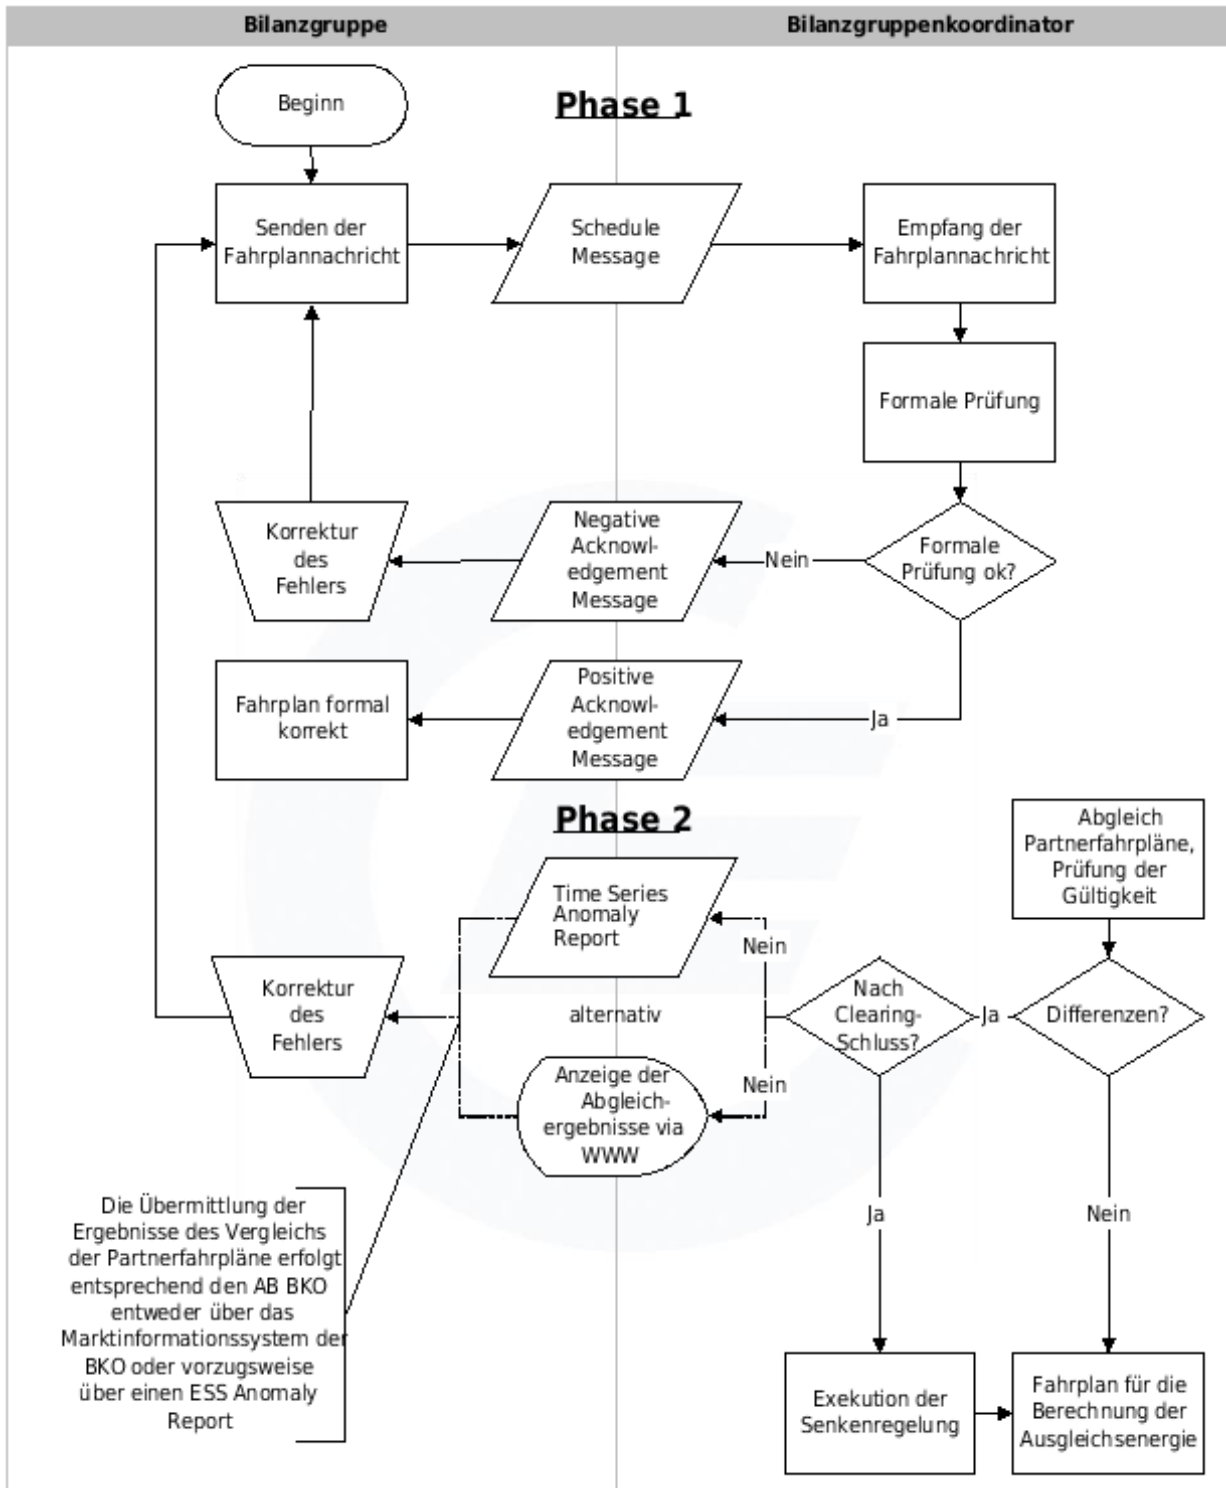 Bilanzgruppe
Bilanzgruppenkoordinator
Phase 1
Beginn
Senden der
Fahrplannachricht
Schedule
Message
Empfang der
Fahrplannachricht
Formale Prüfung
Formale
Prüfung ok?
Nein
Negative
Acknowl-
edgement
Message
Korrektur
des
Fehlers
Ja
Positive
Acknowl-
edgement
Message
Fahrplan formal
korrekt
Phase 2
Abgleich
Partnerfahrpläne,
Prüfung der
Gültigkeit
Differenzen?
Ja
Nach
Clearing-
Schluss?
Nein
Time Series
Anomaly
Report
alternativ
Nein
Anzeige der
Abgleich-
ergebnisse via
WWW
Korrektur
des
Fehlers
Die Übermittlung der
Ergebnisse des Vergleichs
der Partnerfahrpläne erfolgt
entsprechend den AB BKO
entweder über das
Marktinformationssystem der
BKO oder vorzugsweise
über einen ESS Anomaly
Report
Ja
Nein
Exekution der
Senkenregelung
Fahrplan für die
Berechnung der
Ausgleichsenergie